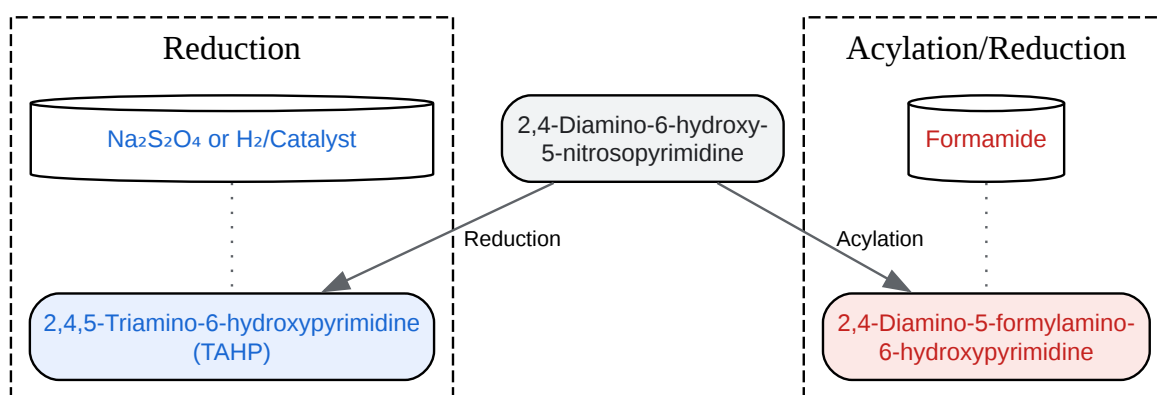 Reduction
Acylation/Reduction
Na₂S₂O₄ or H₂/Catalyst
2,4-Diamino-6-hydroxy-
5-nitrosopyrimidine
Formamide
Reduction
Acylation
2,4,5-Triamino-6-hydroxypyrimidine
(TAHP)
2,4-Diamino-5-formylamino-
6-hydroxypyrimidine